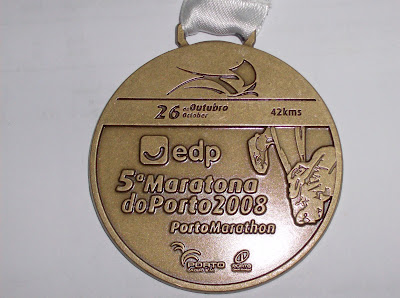 26 de Outubro
October
42kms
edp
5ª Maratona
do Porto 2008
Porto Marathon
PORTO